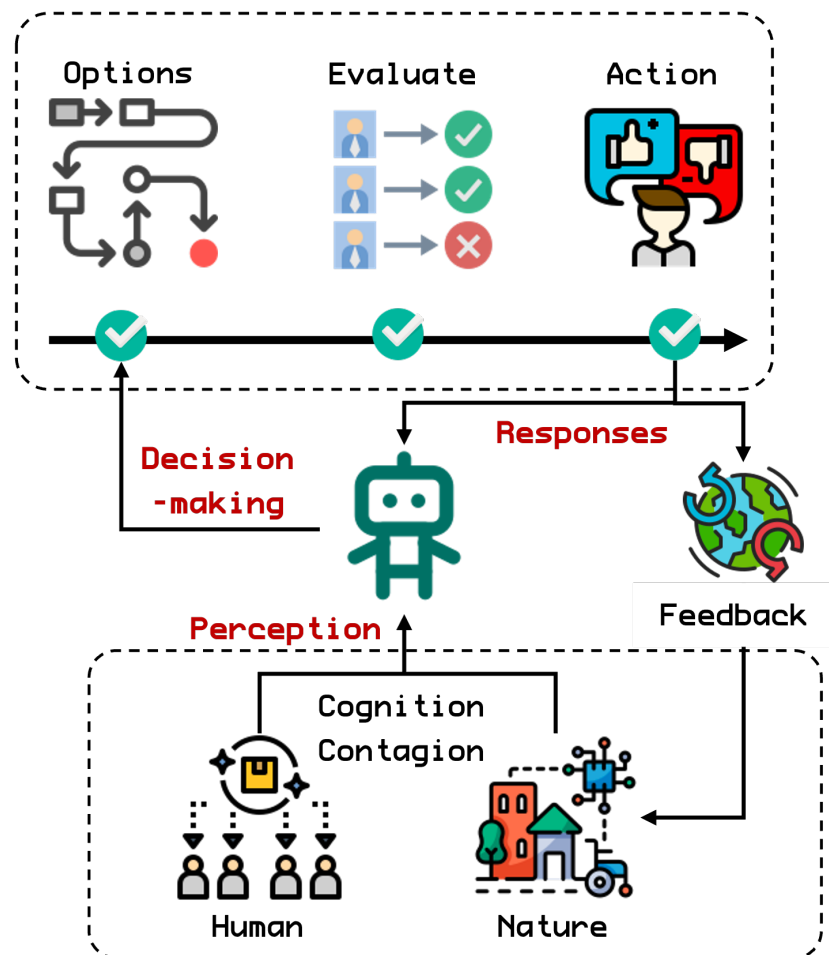 Options
Evaluate
Action
Responses
Decision
-making
Feedback
Perception
Cognition
Contagion
Human
Nature